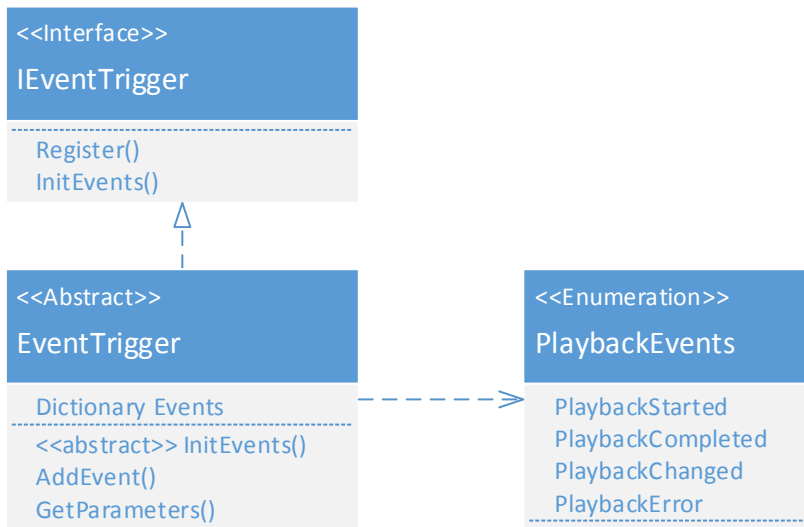 <<Interface>>
IEventTrigger
Register()
InitEvents()
<<Abstract>>
EventTrigger
Dictionary Events
<<abstract>> InitEvents()
AddEvent()
GetParameters()
<<Enumeration>>
PlaybackEvents
PlaybackStarted
PlaybackCompleted
PlaybackChanged
PlaybackError